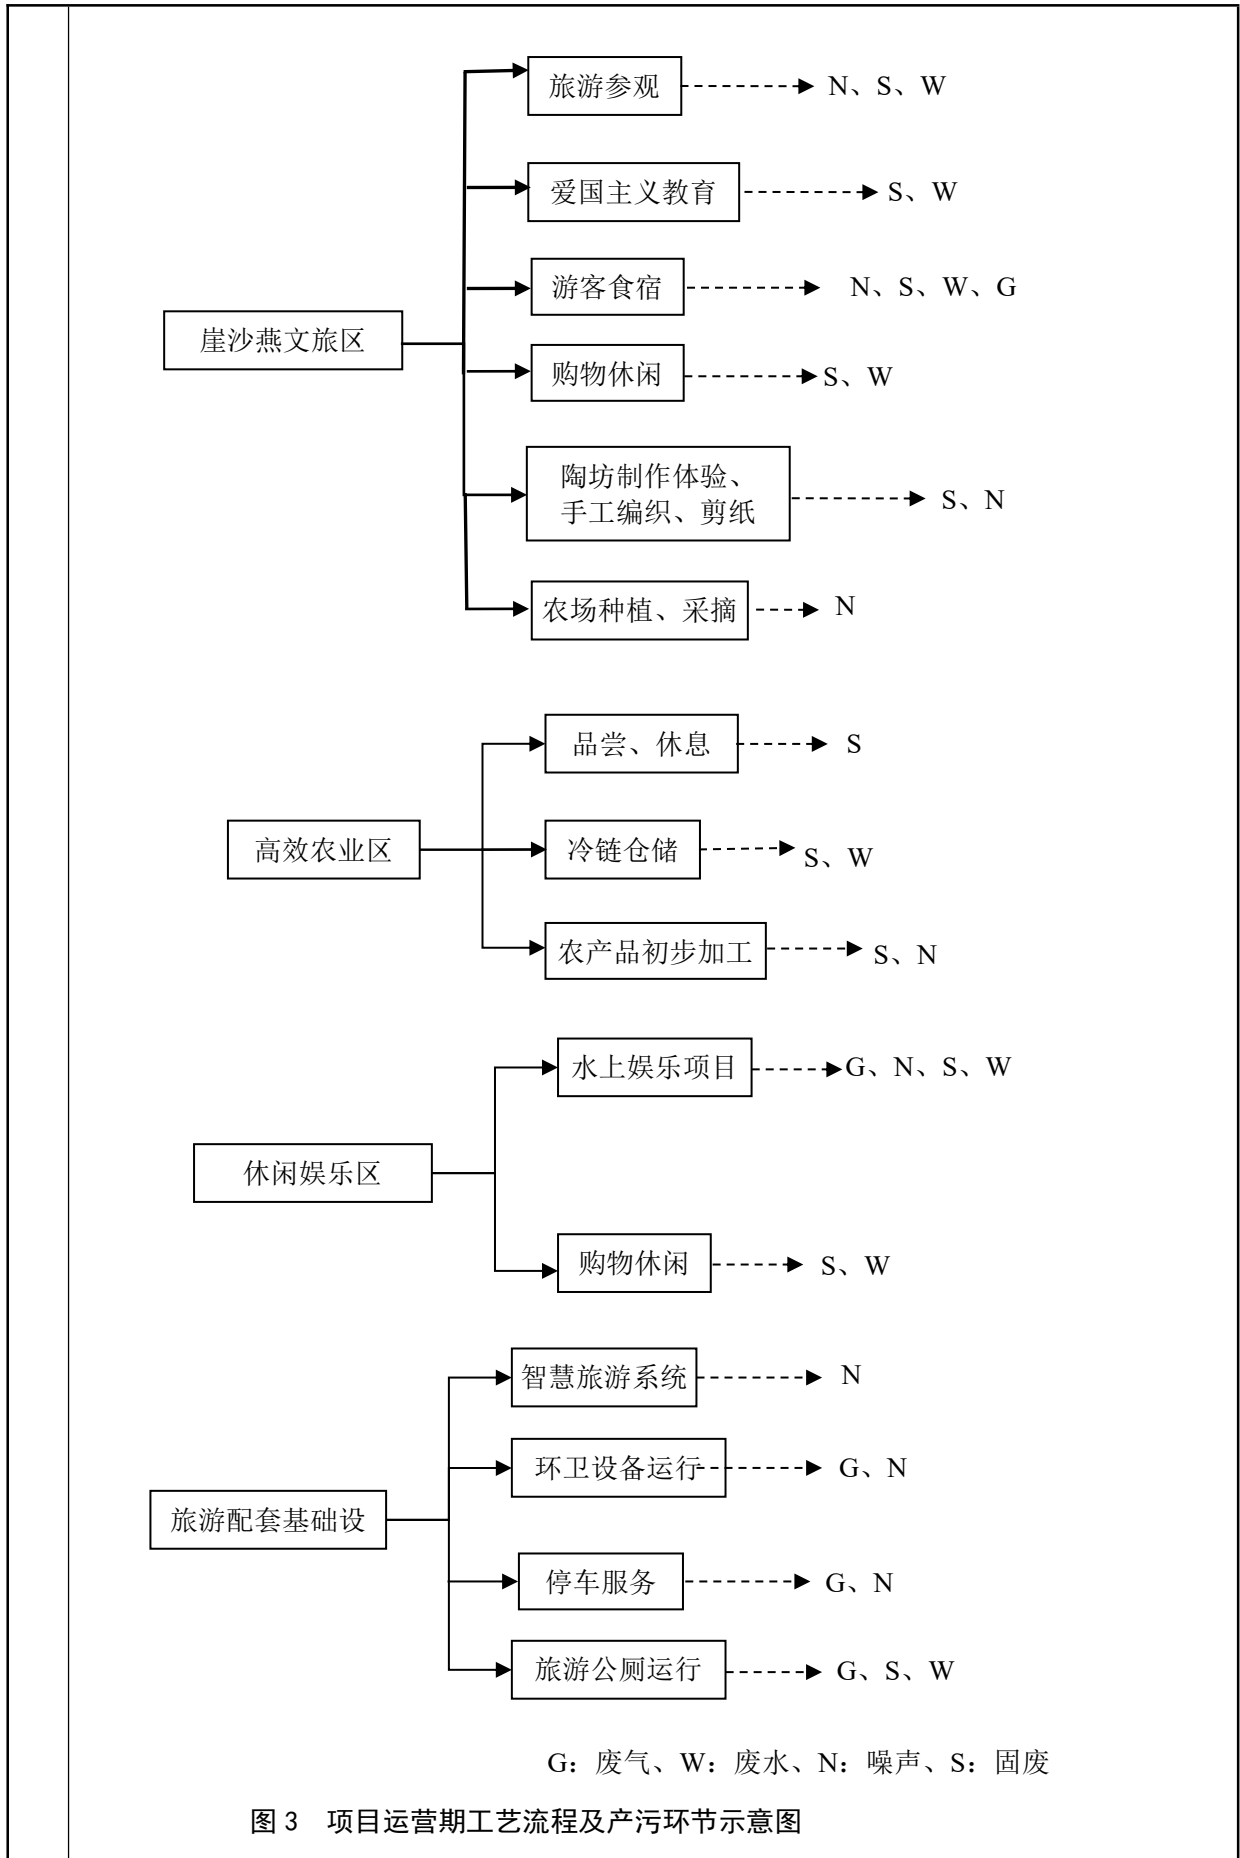 旅游参观
N、S、W
爱国主义教育
S、W
游客食宿
N、S、W、G
崖沙燕文旅区
购物休闲
S、W
陶坊制作体验、
手工编织、剪纸
S、N
农场种植、采摘
N
品尝、休息
S
高效农业区
冷链仓储
S、W
农产品初步加工
S、N
水上娱乐项目
G、N、S、W
休闲娱乐区
购物休闲
S、W
智慧旅游系统
N
环卫设备运行
G、N
旅游配套基础设
停车服务
G、N
旅游公厕运行
G、S、W
G：废气、W：废水、N：噪声、S：固废
图 3 项目运营期工艺流程及产污环节示意图